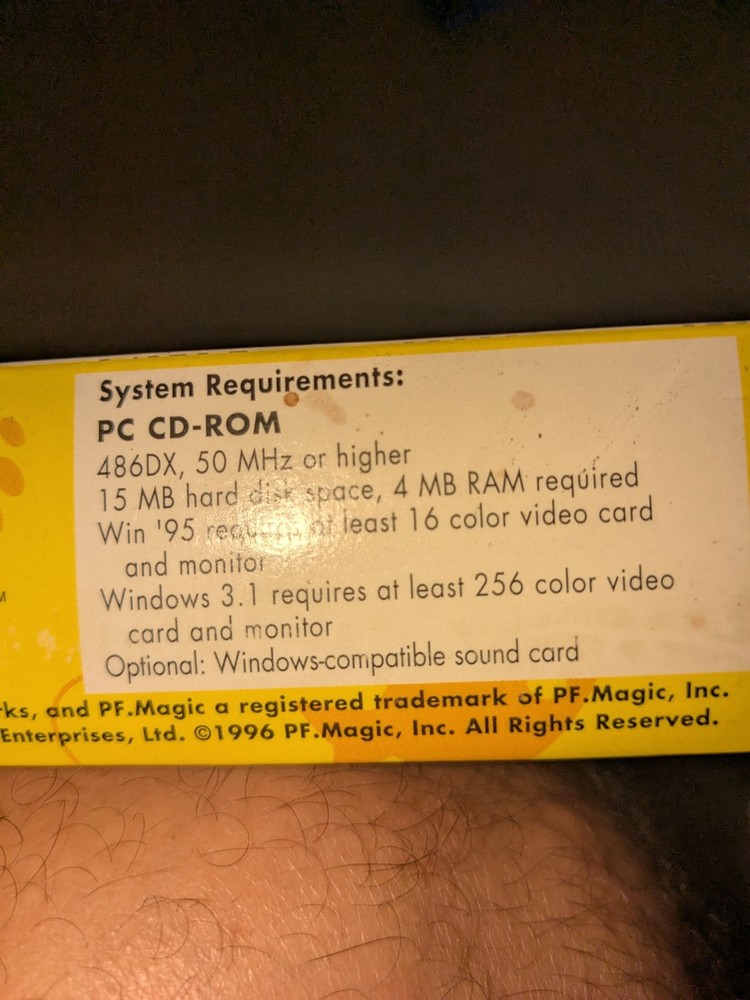 System Requirements:
PC CD-ROM
486DX, 50 MHz or higher
15 MB hard disk space, 4 MB RAM required
Win '95 requires at least 16 color video card
and monitor
Windows 3.1 requires at least 256 color video
card and monitor
Optional: Windows-compatible sound card
rks, and PF.Magic a registered trademark of PF.Magic, Inc.
Enterprises, Ltd. ©1996 PF.Magic, Inc. All Rights Reserved.